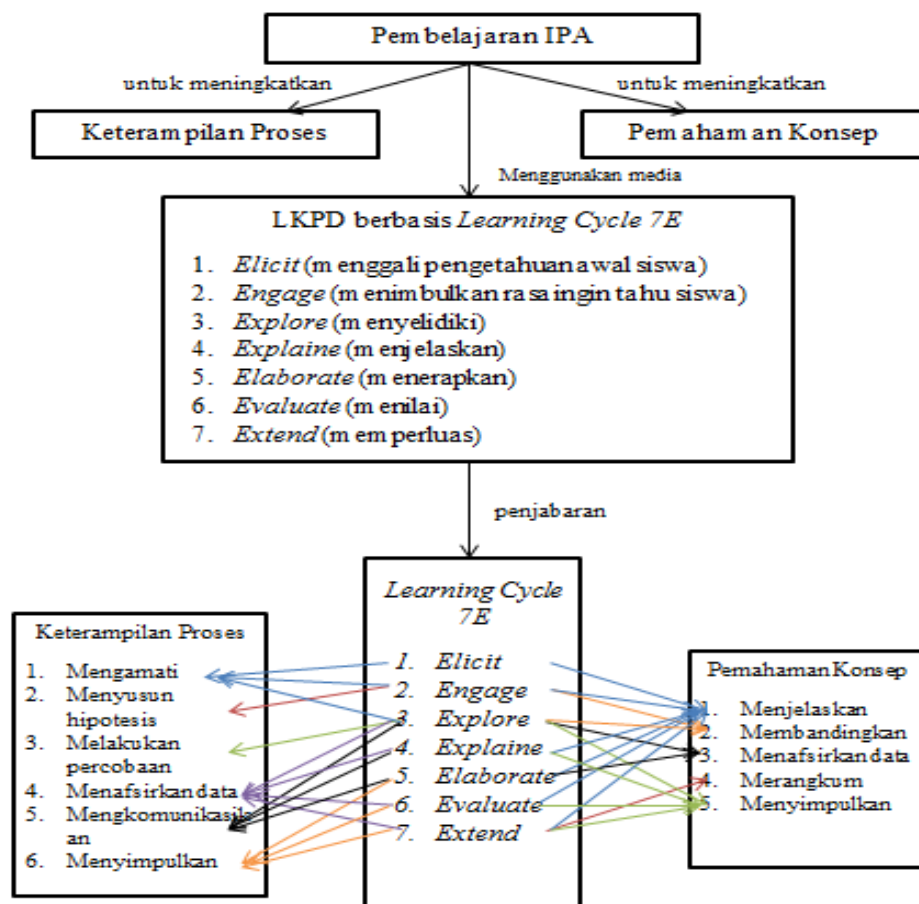 Pembelajaran IPA
untuk meningkatkan
untuk meningkatkan
Keterampilan Proses
Pemahaman Konsep
Menggunakan media
LKPD berbasis Learning Cycle 7E
1. Elicit (menggali pengetahuan awal siswa)
2. Engage (menimbulkan rasa ingin tahu siswa)
3. Explore (menyelidiki)
4. Explaine (menjelaskan)
5. Elaborate (menerapkan)
6. Evaluate (menilai)
7. Extend (memperluas)
penjabaran
Keterampilan Proses
1. Mengamati
2. Menyusun
hipotesis
3. Melakukan
percobaan
4. Menafsirkan data
5. Mengkomunikasik
an
6. Menyimpulkan
Learning Cycle
7E
1. Elicit
2. Engage
3. Explore
4. Explaine
5. Elaborate
6. Evaluate
7. Extend
Pemahaman Konsep
1. Menjelaskan
2. Membandingkan
3. Menafsirkan data
4. Merangkum
5. Menyimpulkan